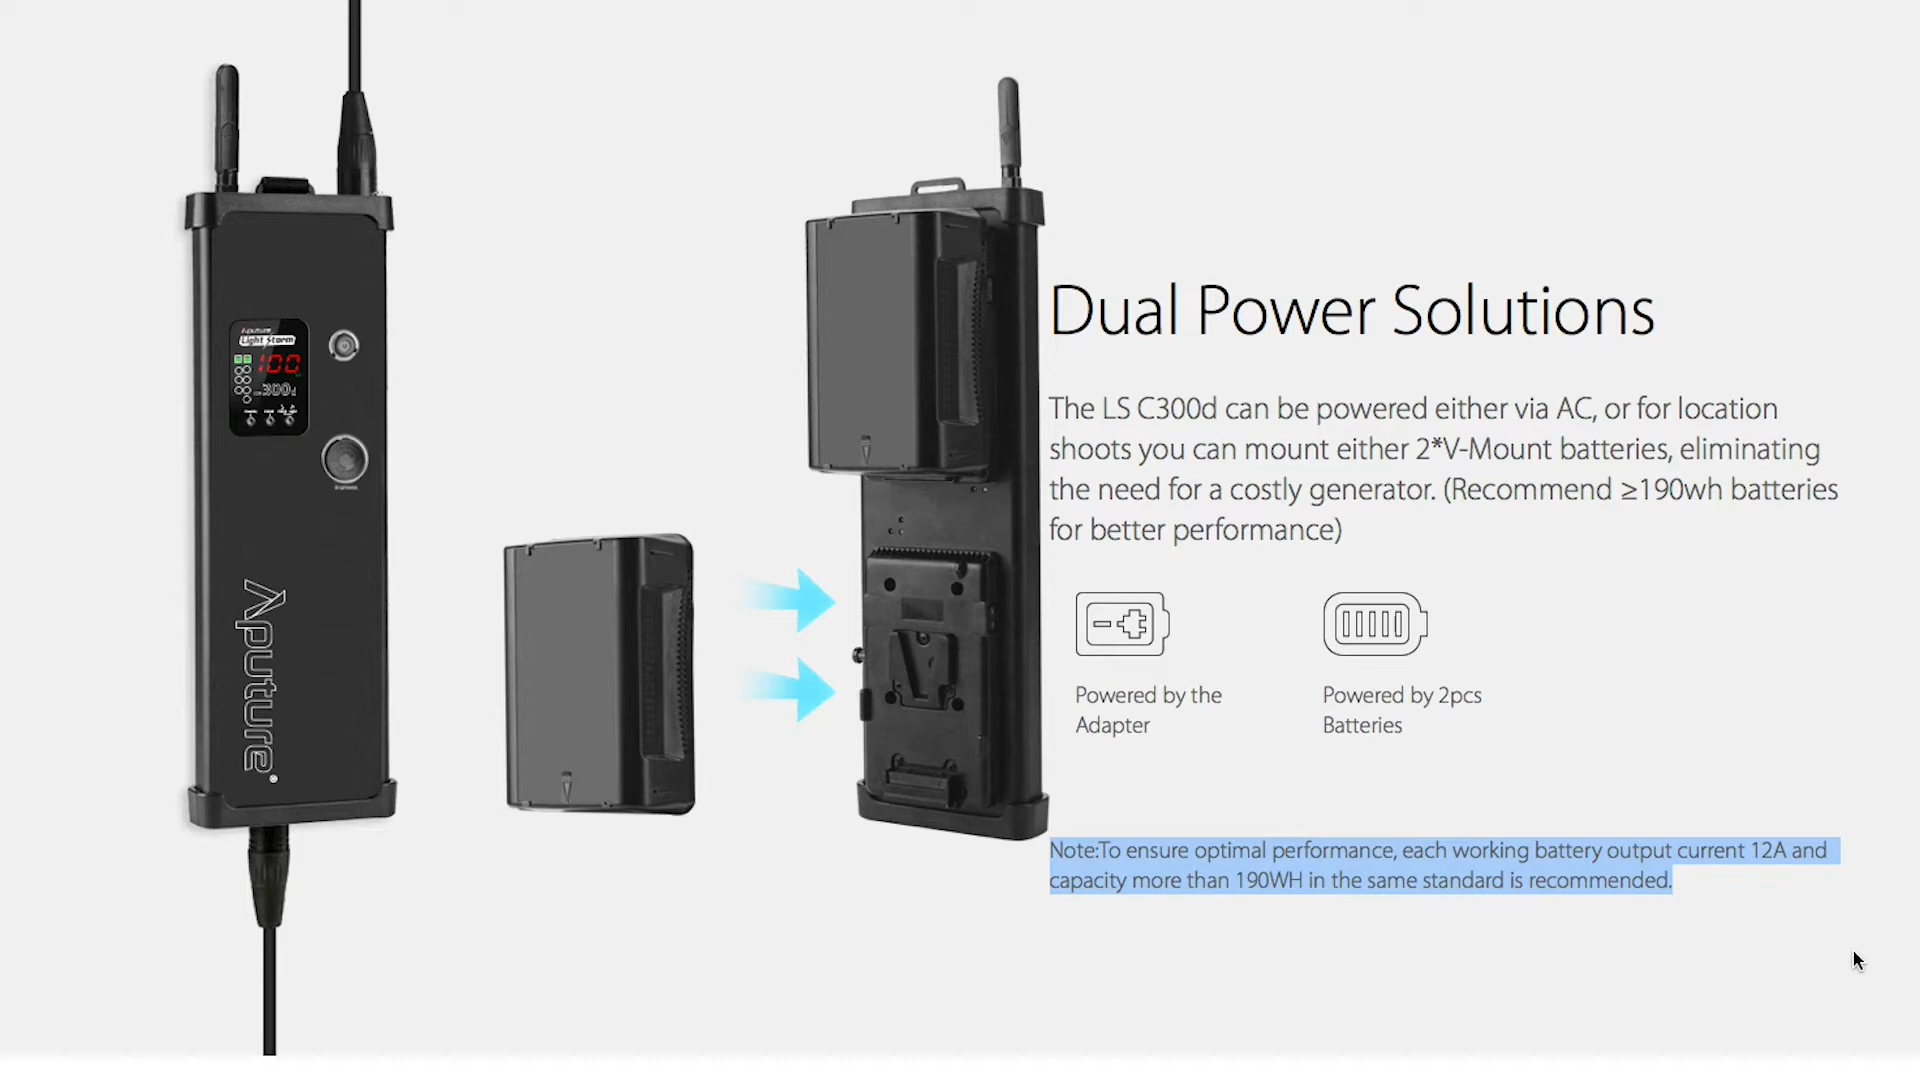 Aputure
Light Storm
100
300d
Aputure®
Dual Power Solutions
The LS C300d can be powered either via AC, or for location
shoots you can mount either 2*V-Mount batteries, eliminating
the need for a costly generator. (Recommend ≥190wh batteries
for better performance)
Powered by the
Adapter
Powered by 2pcs
Batteries
Note:To ensure optimal performance, each working battery output current 12A and
capacity more than 190WH in the same standard is recommended.